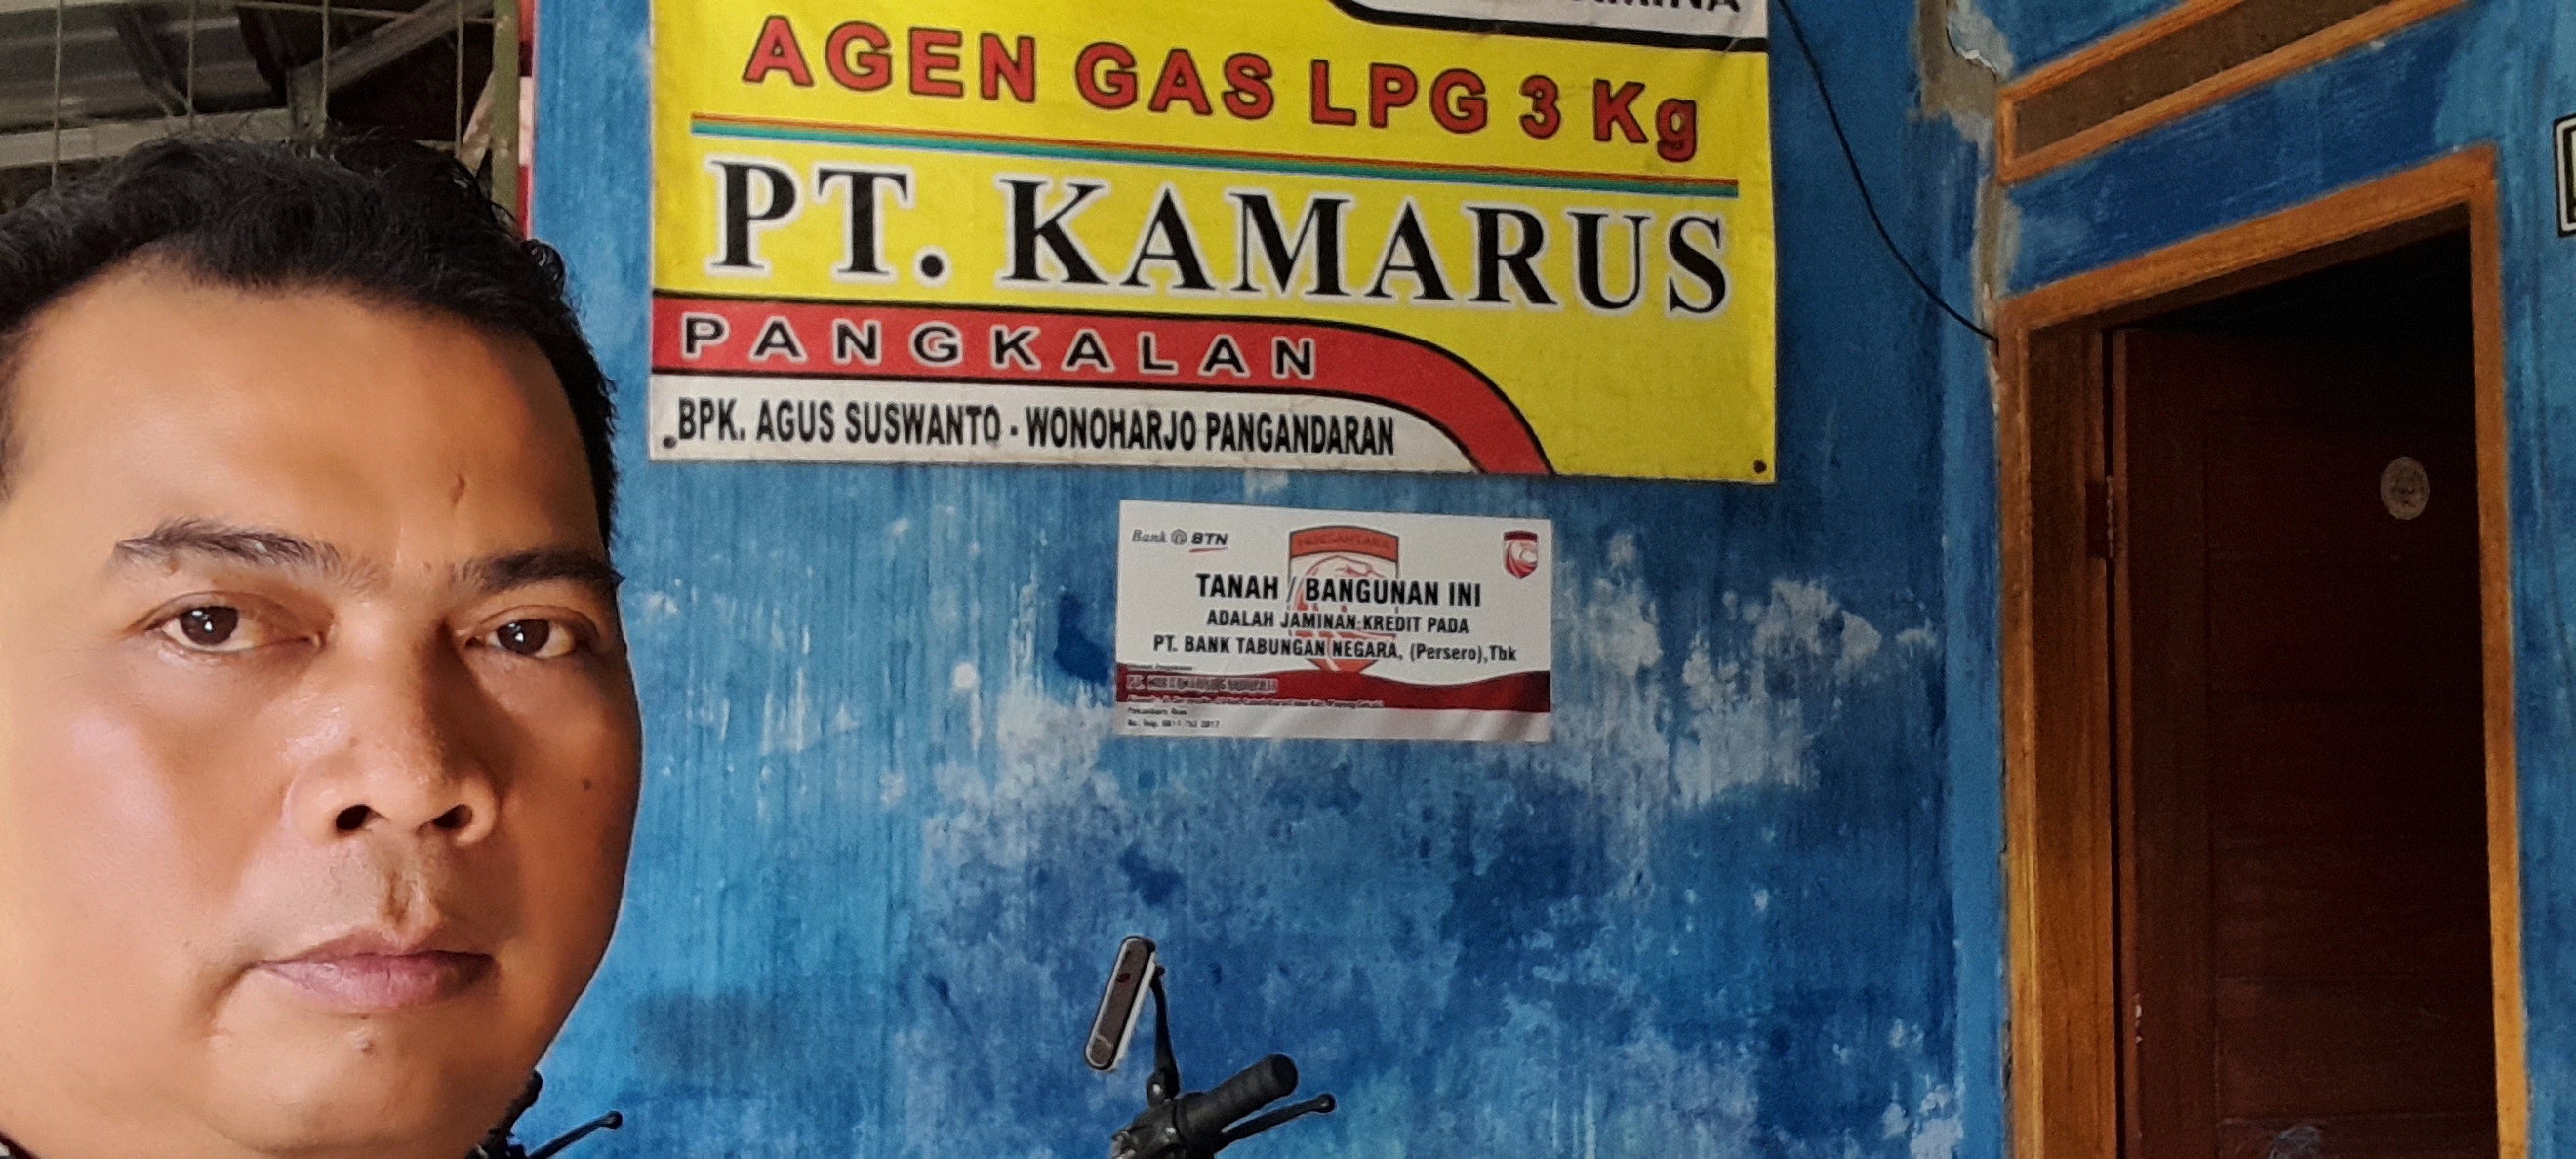 AGEN GAS LPG 3 Kg
PT. KAMARUS
PANGKALAN
BPK. AGUS SUSWANTO - WONOHARJO PANGANDARAN
Bank BTN
TANAH / BANGUNAN INI
ADALAH JAMINAN KREDIT PADA
PT. BANK TABUNGAN NEGARA, (Persero),Tbk